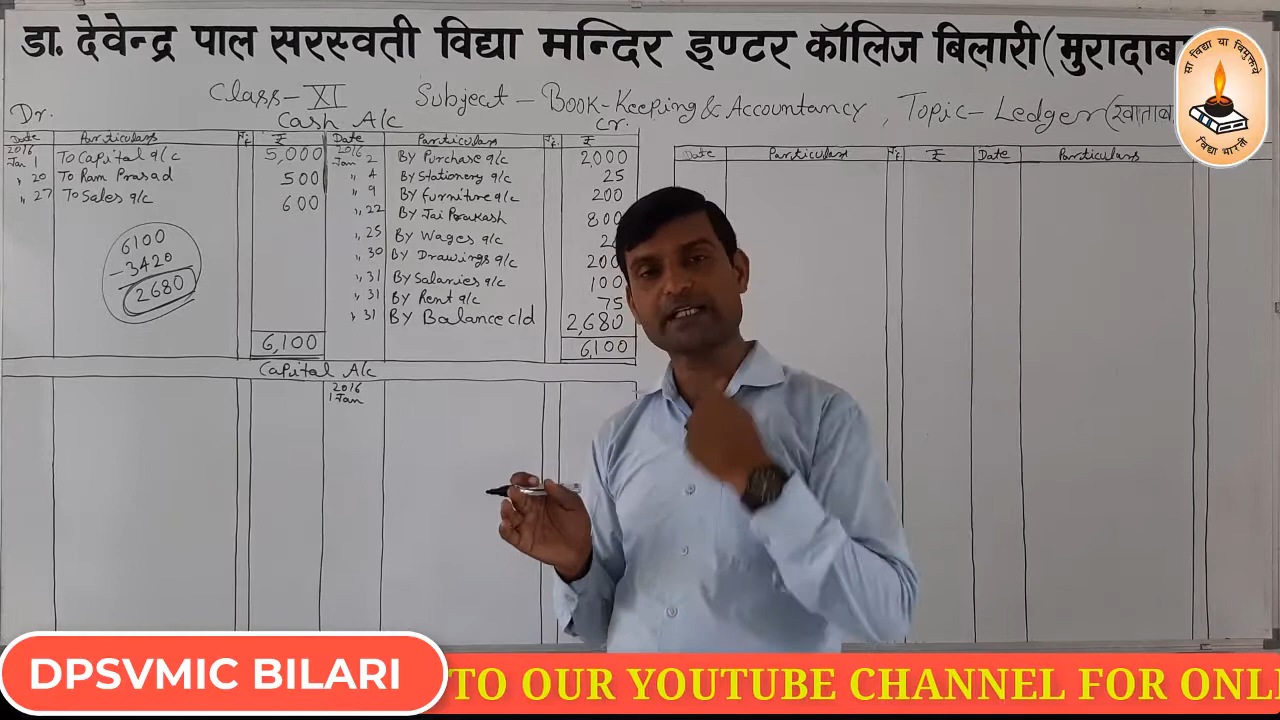 डा. देवेन्द्र पाल सरस्वती विद्या मन्दिर इण्टर कॉलिज बिलारी (मुरादाबा
सा विद्या या विमुक्तये
विद्या भारती
Class-XI Subject - Book-Keeping & Accountancy, Topic - Ledger (खाताब
Dr. Cash A/c Cr.
Date Particulars J.F. ₹ Date Particulars J.F. ₹
2016 Jan 1 To Capital a/c 5,000 2016 Jan 2 By Purchase a/c 2000
" 20 To Ram Prasad 500 " 4 By Stationery a/c 25
" 27 To Sales a/c 600 " 9 By Furniture a/c 200
" 22 By Jai Prakash 800
" 25 By Wages a/c
" 30 By Drawings a/c 200
" 31 By Salaries a/c 100
" 31 By Rent a/c 75
" 31 By Balance c/d 2,680
6,100 6,100
6100
-3420
2680
Capital A/c
2016
1 Jan
Date Particulars J.F. ₹ Date Particulars
DPSVMIC BILARI
TO OUR YOUTUBE CHANNEL FOR ONLI